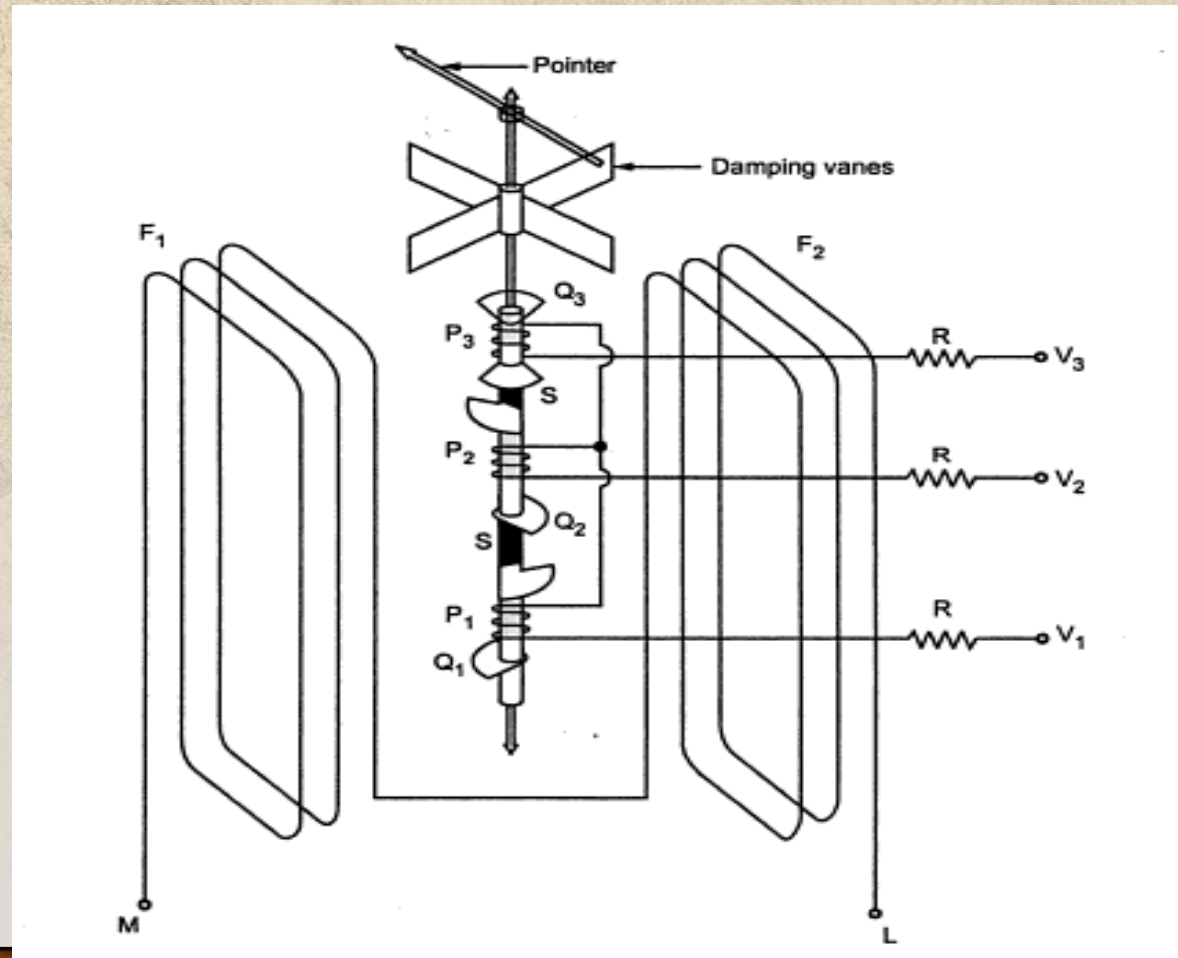 Pointer
Damping vanes
F₁
F₂
Q₃
P₃
R
V₃
S
P₂
R
V₂
Q₂
S
P₁
R
V₁
Q₁
M
L